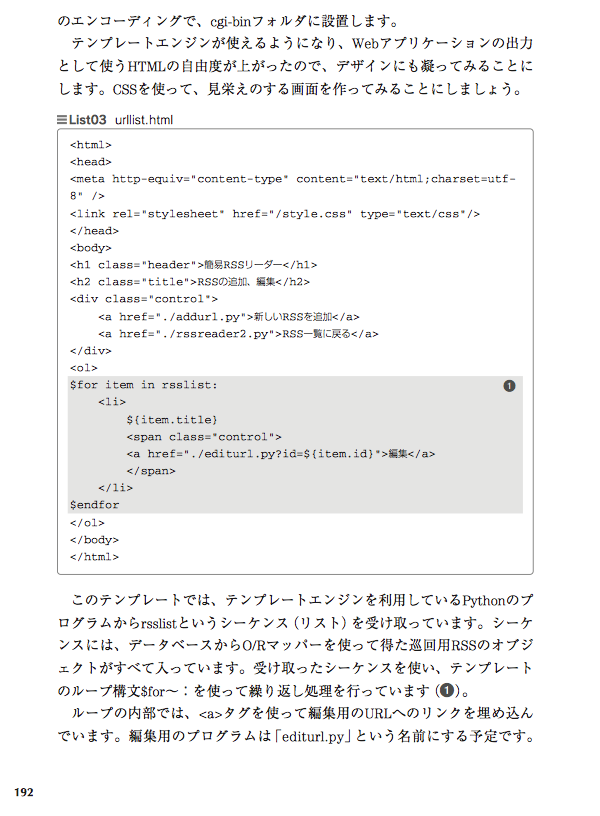 のエンコーディングで、cgi-binフォルダに設置します。
テンプレートエンジンが使えるようになり、Webアプリケーションの出力
として使うHTMLの自由度が上がったので、デザインにも凝ってみることに
します。CSSを使って、見栄えのする画面を作ってみることにしましょう。
List03 urllist.html
<html>
<head>
<meta http-equiv="content-type" content="text/html;charset=utf-
8" />
<link rel="stylesheet" href="/style.css" type="text/css"/>
</head>
<body>
<h1 class="header">簡易RSSリーダー</h1>
<h2 class="title">RSSの追加、編集</h2>
<div class="control">
    <a href="./addurl.py">新しいRSSを追加</a>
    <a href="./rssreader2.py">RSS一覧に戻る</a>
</div>
<ol>
$for item in rsslist: ❶
    <li>
        ${item.title}
        <span class="control">
        <a href="./editurl.py?id=${item.id}">編集</a>
        </span>
    </li>
$endfor
</ol>
</body>
</html>
このテンプレートでは、テンプレートエンジンを利用しているPythonのプ
ログラムからrsslistというシーケンス（リスト）を受け取っています。シーケ
ンスには、データベースからO/Rマッパーを使って得た巡回用RSSのオブジ
ェクトがすべて入っています。受け取ったシーケンスを使い、テンプレート
のループ構文$for〜：を使って繰り返し処理を行っています（❶）。
ループの内部では、<a>タグを使って編集用のURLへのリンクを埋め込ん
でいます。編集用のプログラムは「editurl.py」という名前にする予定です。
192